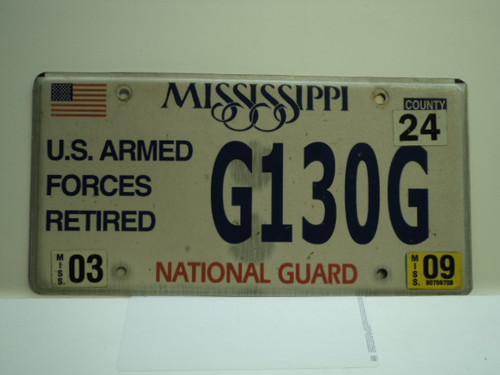 MISSISSIPPI
COUNTY
24
U.S. ARMED
FORCES
RETIRED
G130G
MISS. 03
NATIONAL GUARD
MISS. 09